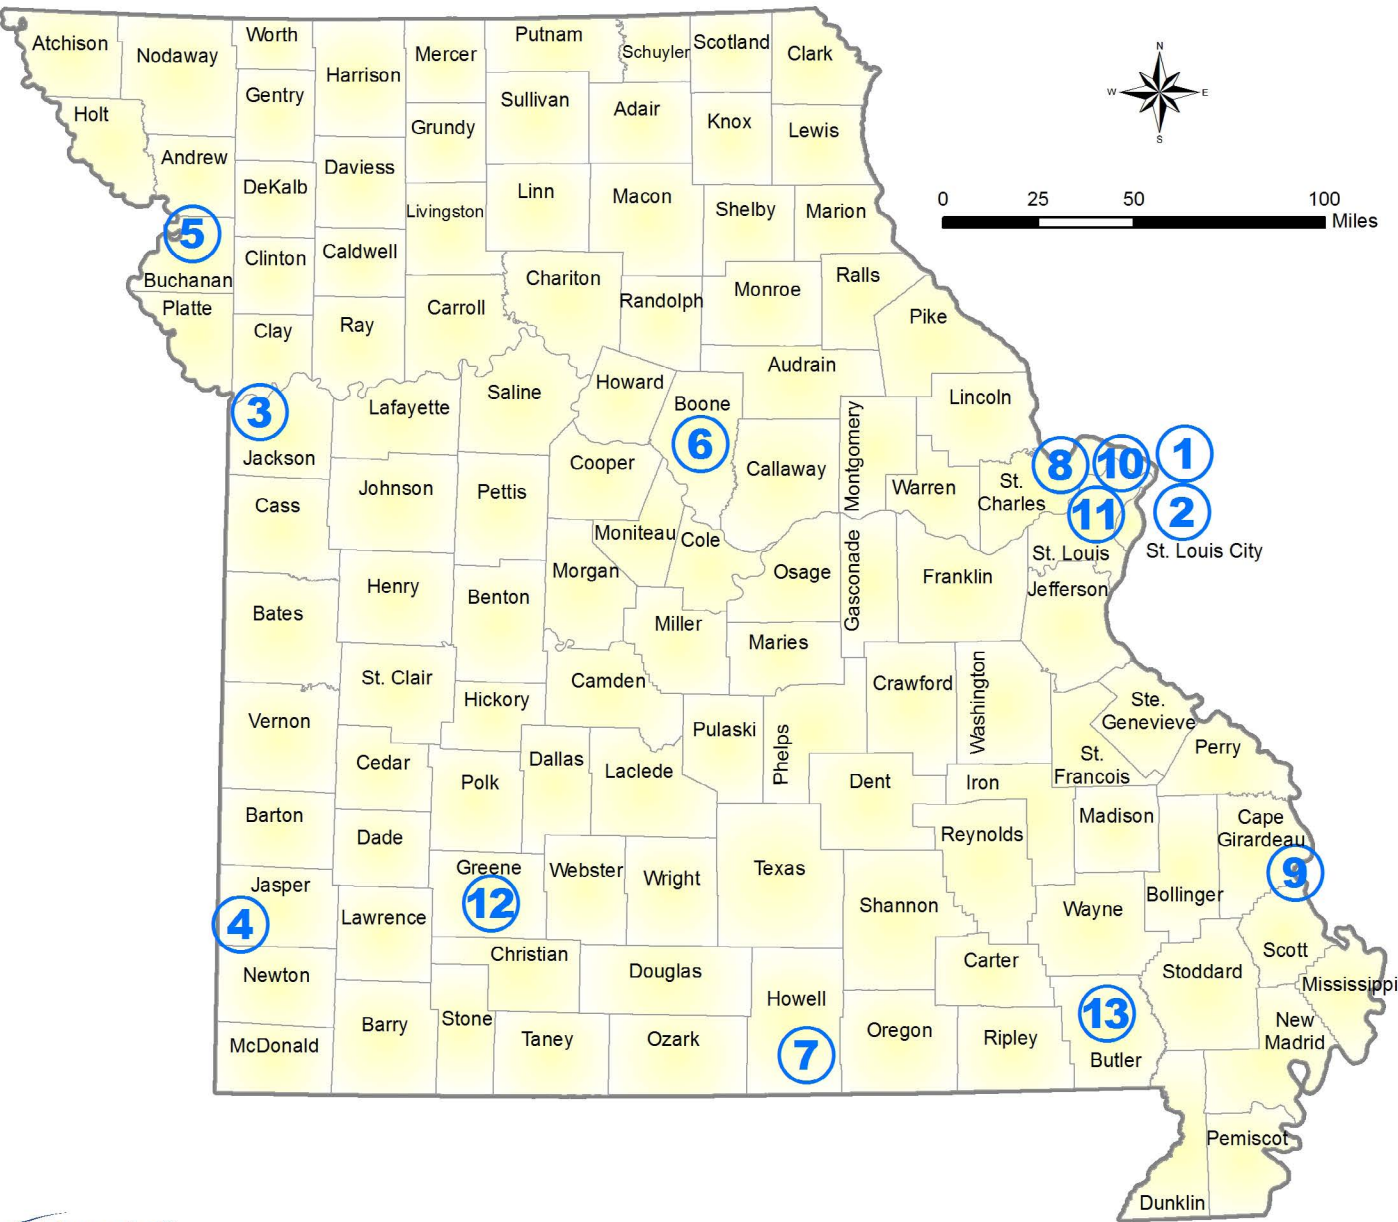 Atchison
Nodaway
Worth
Harrison
Mercer
Putnam
Schuyler
Scotland
Clark
N
W
E
S
Gentry
Sullivan
Adair
Holt
Grundy
Knox
Lewis
Andrew
DeKalb
Daviess
Livingston
Linn
Macon
Shelby
Marion
0
25
50
100
Miles
5
Buchanan
Clinton
Caldwell
Chariton
Randolph
Monroe
Ralls
Platte
Clay
Ray
Carroll
Pike
Audrain
Howard
Saline
Lafayette
Boone
Lincoln
3
Jackson
6
Montgomery
8
10
1
Cooper
Callaway
Warren
St.
Charles
11
2
Johnson
Pettis
Cass
Moniteau
Cole
St. Louis
St. Louis City
Morgan
Osage
Gasconade
Franklin
Jefferson
Henry
Benton
Bates
Miller
Maries
St. Clair
Camden
Crawford
Washington
Hickory
Ste.
Genevieve
Vernon
Pulaski
Phelps
Perry
Cedar
Dallas
Laclede
St.
Francois
Polk
Dent
Iron
Barton
Dade
Reynolds
Madison
Cape
Girardeau
Greene
Webster
Wright
Texas
9
Jasper
12
Bollinger
4
Lawrence
Shannon
Wayne
Christian
Scott
Newton
Douglas
Carter
Stoddard
Mississippi
Howell
Barry
Stone
13
New
Madrid
McDonald
Taney
Ozark
7
Oregon
Ripley
Butler
Pemiscot
Dunklin